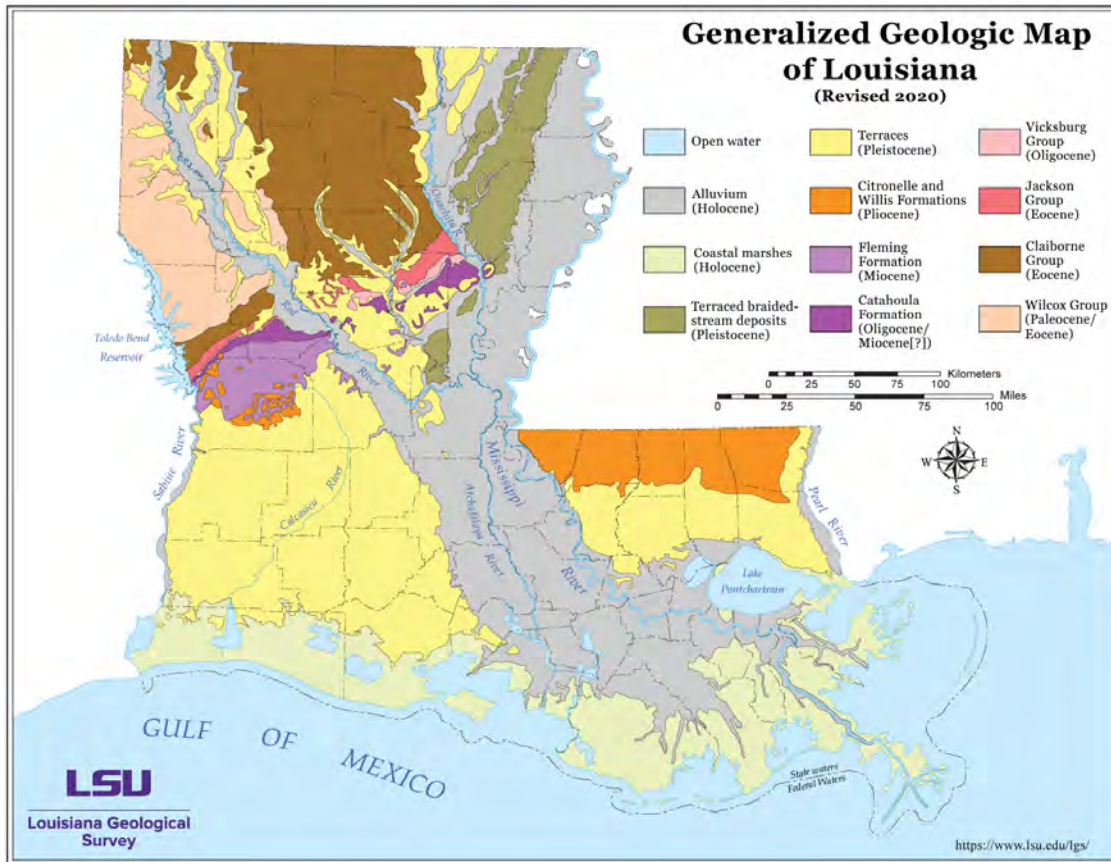 Generalized Geologic Map
of Louisiana
(Revised 2020)
Open water
Alluvium
(Holocene)
Coastal marshes
(Holocene)
Terraced braided-
stream deposits
(Pleistocene)
Terraces
(Pleistocene)
Citronelle and
Willis Formations
(Pliocene)
Fleming
Formation
(Miocene)
Catahoula
Formation
(Oligocene/
Miocene[?])
Vicksburg
Group
(Oligocene)
Jackson
Group
(Eocene)
Claiborne
Group
(Eocene)
Wilcox Group
(Paleocene/
Eocene)
0 25 50 75 100 Kilometers
0 25 50 75 100 Miles
N
W E
S
Ouachita R.
Red
River
Toledo Bend
Reservoir
Sabine River
Calcasieu
River
Mississippi
River
Atchafalaya
River
Pearl River
Lake
Pontchartrain
GULF OF MEXICO
State waters
Federal Waters
LSU
Louisiana Geological
Survey
https://www.lsu.edu/lgs/